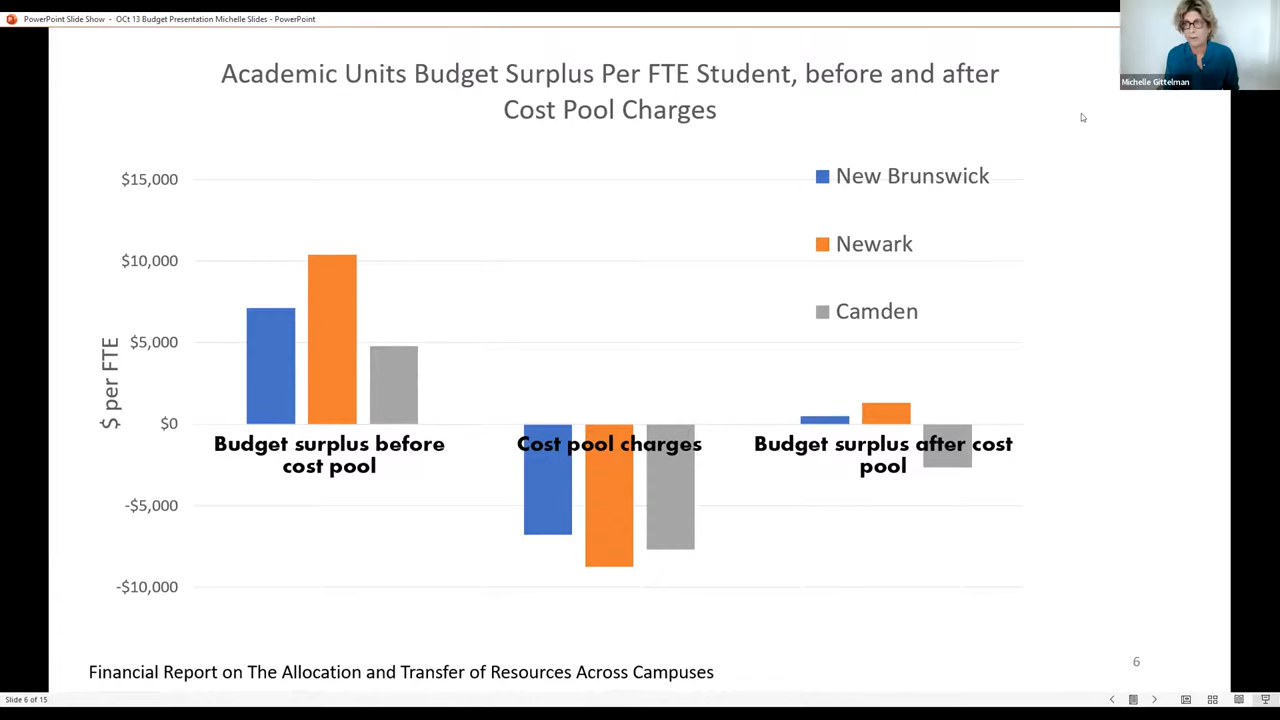 PowerPoint Slide Show - OCt 13 Budget Presentation Michelle Slides - PowerPoint
Michelle Gittelman
Academic Units Budget Surplus Per FTE Student, before and after
Cost Pool Charges
New Brunswick
Newark
Camden
$ per FTE
$15,000
$10,000
$5,000
$0
-$5,000
-$10,000
Budget surplus before
cost pool
Cost pool charges
Budget surplus after cost
pool
Financial Report on The Allocation and Transfer of Resources Across Campuses
6
Slide 6 of 15